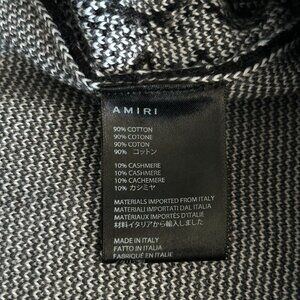 AMIRI
90% COTTON
90% COTONE
90% COTON
90% コットン
10% CASHMERE
10% CASHMERE
10% CACHEMERE
10% カシミヤ
MATERIALS IMPORTED FROM ITALY
MATERIALI IMPORTATI DAL ITALIA
MATÉRIAUX IMPORTÉS D'ITALIE
材料イタリアから輸入しました
MADE IN ITALY
FATTO IN ITALIA
FABRIQUÉ EN ITALIE